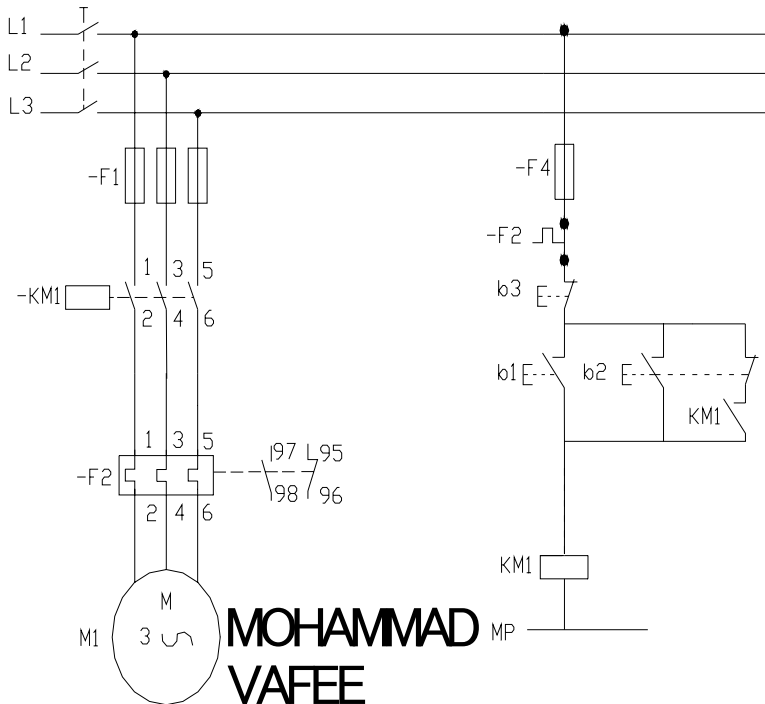 L1
L2
L3
-F1
-F4
-F2
1 3 5
-KM1
2 4 6
b3
b1
b2
KM1
1 3 5
-F2
97 95
98 96
2 4 6
KM1
M
M1
3
MP
MOHAMMAD
VAFEE